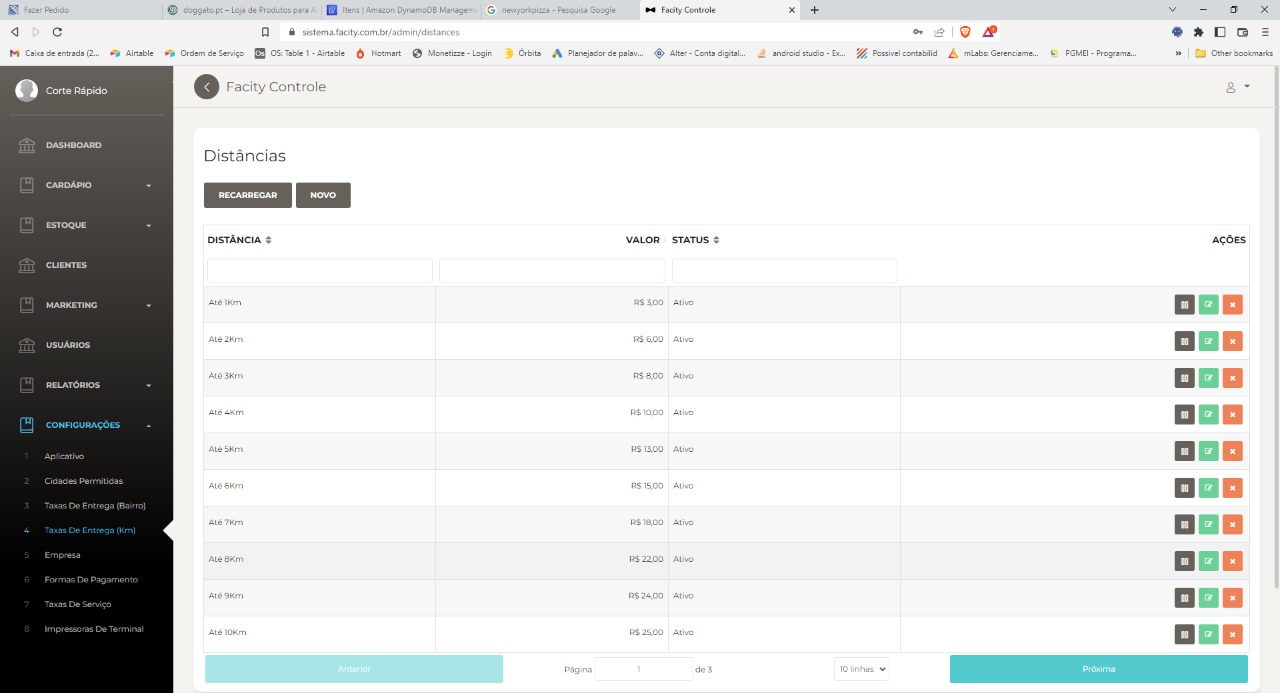 Fazer Pedido
doggato.pt – Loja de Produtos para A
Itens | Amazon DynamoDB Managem
newyorkpizza - Pesquisa Google
Facity Controle
sistema.facity.com.br/admin/distances
Caixa de entrada (2...
Airtable
Ordem de Serviço
OS: Table 1 - Airtable
Hotmart
Monetizze - Login
Órbita
Planejador de palav...
Alter - Conta digital...
android studio - Ex...
Possivel contabilid
mLabs: Gerenciame...
PGMEI - Programa...
»
Other bookmarks
Corte Rápido
Facity Controle
DASHBOARD
CARDÁPIO
ESTOQUE
CLIENTES
MARKETING
USUÁRIOS
RELATÓRIOS
CONFIGURAÇÕES
1 Aplicativo
2 Cidades Permitidas
3 Taxas De Entrega (Bairro)
4 Taxas De Entrega (Km)
5 Empresa
6 Formas De Pagamento
7 Taxas De Serviço
8 Impressoras De Terminal
Distâncias
RECARREGAR NOVO
DISTÂNCIA VALOR STATUS AÇÕES
Até 1Km R$ 3,00 Ativo
Até 2Km R$ 6,00 Ativo
Até 3Km R$ 8,00 Ativo
Até 4Km R$ 10,00 Ativo
Até 5Km R$ 13,00 Ativo
Até 6Km R$ 15,00 Ativo
Até 7Km R$ 18,00 Ativo
Até 8Km R$ 22,00 Ativo
Até 9Km R$ 24,00 Ativo
Até 10Km R$ 25,00 Ativo
Anterior Página 1 de 3 10 linhas Próxima